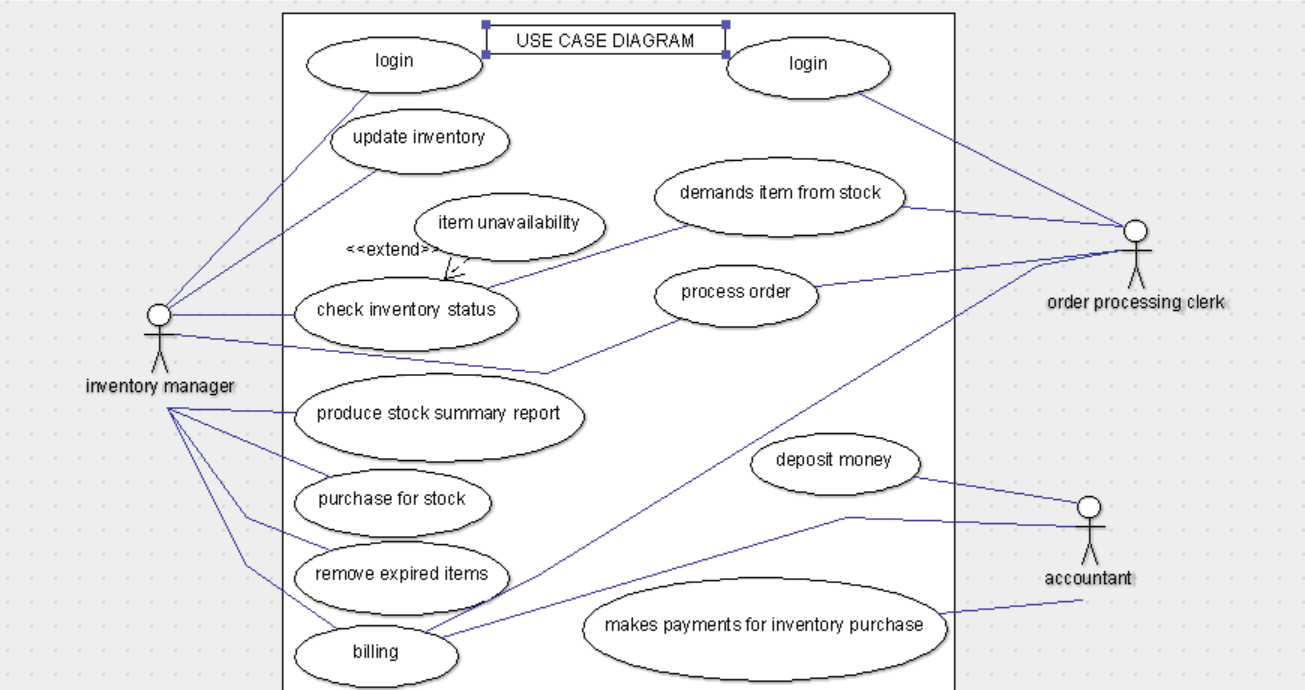 USE CASE DIAGRAM
login
login
update inventory
demands item from stock
item unavailability
<<extend>>
process order
check inventory status
order processing clerk
inventory manager
produce stock summary report
deposit money
purchase for stock
remove expired items
accountant
makes payments for inventory purchase
billing